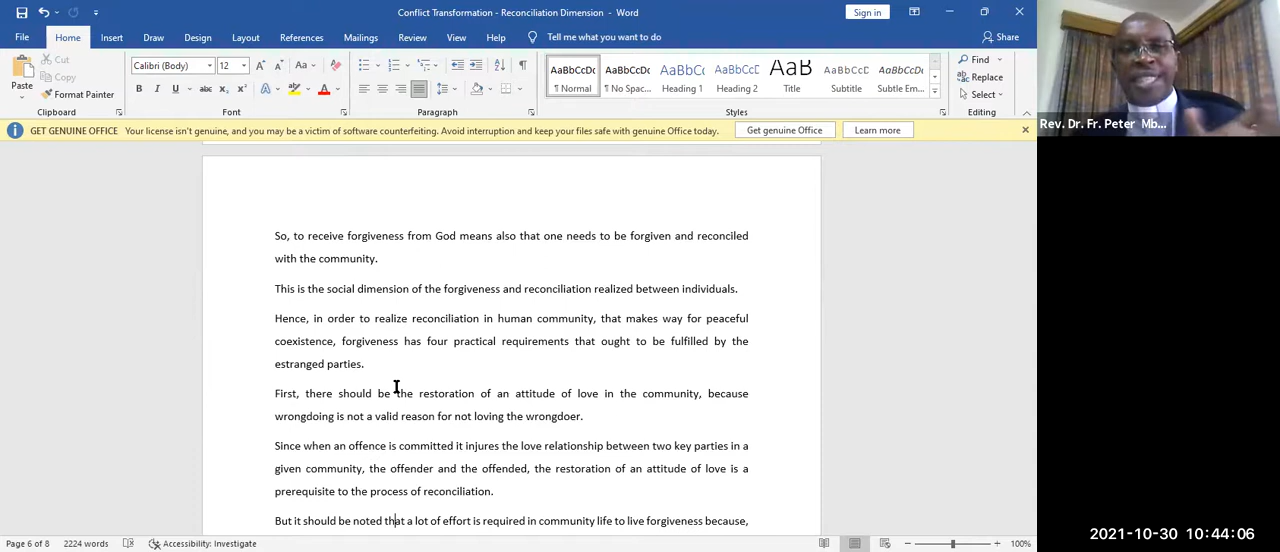 Conflict Transformation - Reconciliation Dimension - Word
Sign in
File Home Insert Draw Design Layout References Mailings Review View Help Tell me what you want to do Share
Paste
Cut
Copy
Format Painter
Clipboard
Calibri (Body) 12
Font
Paragraph
AaBbCcDc AaBbCcDc AaBbCc AaBbCcD AaB AaBbCcD AaBbCcDc
¶ Normal ¶ No Spac... Heading 1 Heading 2 Title Subtitle Subtle Em...
Styles
Find
Replace
Select
Editing
GET GENUINE OFFICE Your license isn't genuine, and you may be a victim of software counterfeiting. Avoid interruption and keep your files safe with genuine Office today. Get genuine Office Learn more
So, to receive forgiveness from God means also that one needs to be forgiven and reconciled
with the community.
This is the social dimension of the forgiveness and reconciliation realized between individuals.
Hence, in order to realize reconciliation in human community, that makes way for peaceful
coexistence, forgiveness has four practical requirements that ought to be fulfilled by the
estranged parties.
First, there should be the restoration of an attitude of love in the community, because
wrongdoing is not a valid reason for not loving the wrongdoer.
Since when an offence is committed it injures the love relationship between two key parties in a
given community, the offender and the offended, the restoration of an attitude of love is a
prerequisite to the process of reconciliation.
But it should be noted that a lot of effort is required in community life to live forgiveness because,
Page 6 of 8 2224 words Accessibility: Investigate 100%
Rev. Dr. Fr. Peter Mb...
2021-10-30 10:44:06